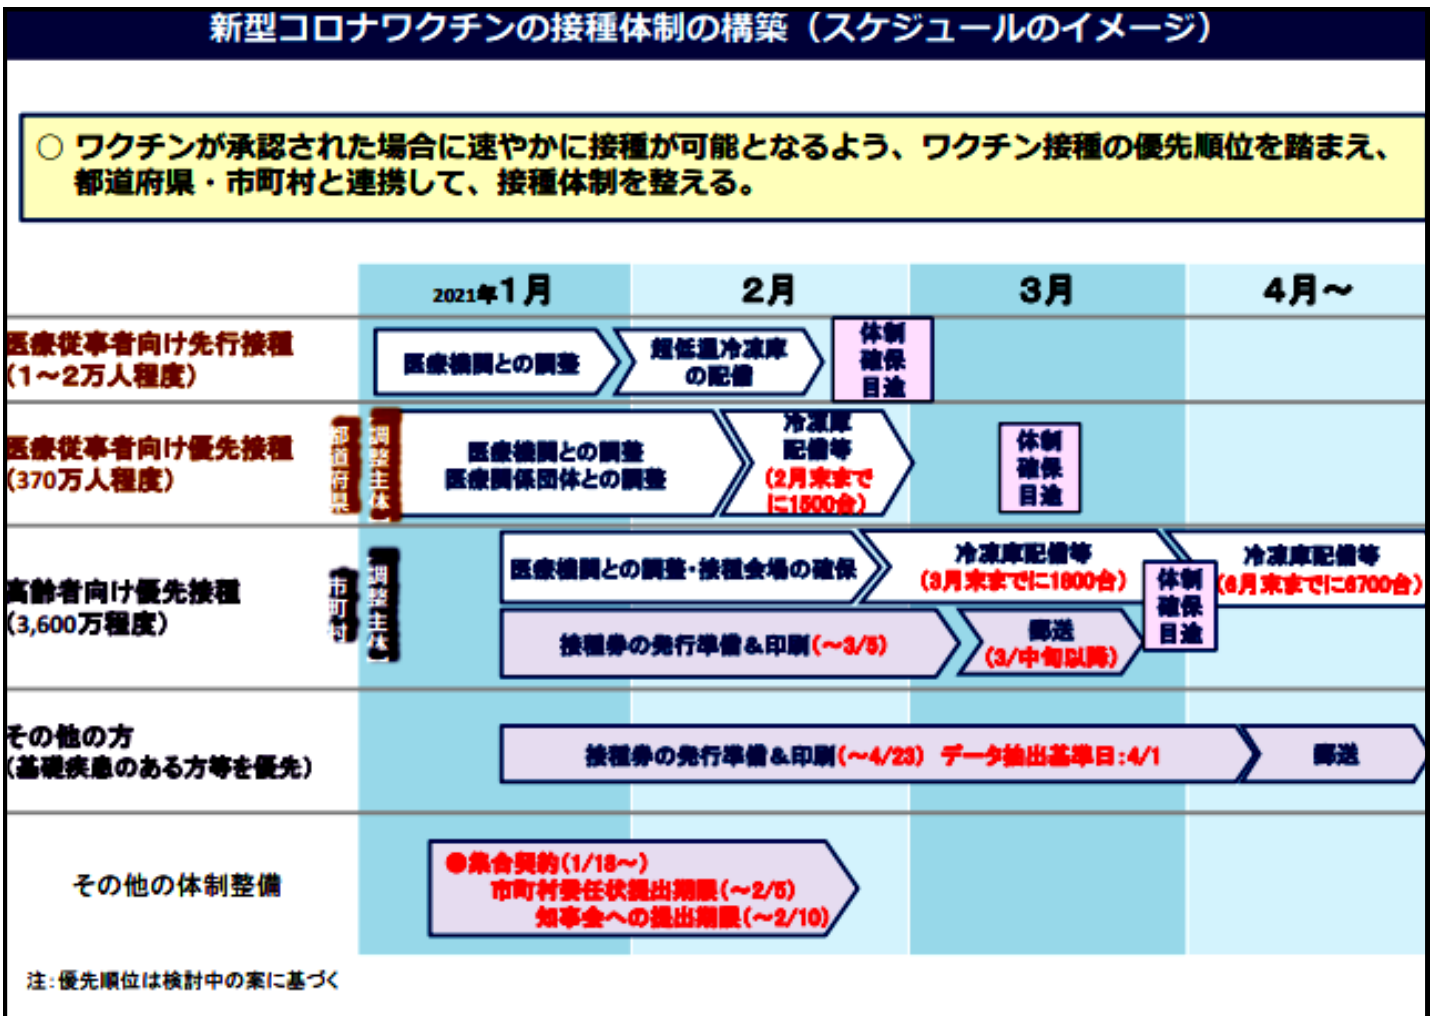 新型コロナワクチンの接種体制の構築（スケジュールのイメージ）
○ ワクチンが承認された場合に速やかに接種が可能となるよう、ワクチン接種の優先順位を踏まえ、
都道府県・市町村と連携して、接種体制を整える。
2021年1月
2月
3月
4月～
医療従事者向け先行接種
(1～2万人程度)
医療機関との調整
超低温冷凍庫
の配備
体制
確保
目途
医療従事者向け優先接種
(370万人程度)
都道府県
【調整主体】
医療機関との調整
医療関係団体との調整
冷凍庫
配備等
(2月末まで
に1500台)
体制
確保
目途
高齢者向け優先接種
(3,600万程度)
市町村
【調整主体】
医療機関との調整・接種会場の確保
冷凍庫配備等
(3月末までに1600台)
冷凍庫配備等
(6月末までに6700台)
体制
確保
目途
接種券の発行準備＆印刷(～3/5)
郵送
(3/中旬以降)
その他の方
(基礎疾患のある方等を優先)
接種券の発行準備＆印刷(～4/23) データ抽出基準日:4/1
郵送
その他の体制整備
●集合契約(1/18～)
市町村委任状提出期限(～2/5)
知事会への提出期限(～2/10)
注:優先順位は検討中の案に基づく